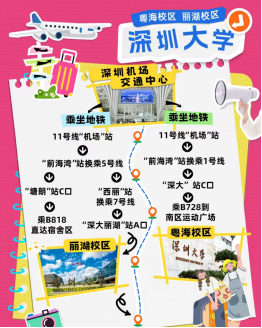 粤海校区 丽湖校区
深圳大学
深圳机场
交通中心
乘坐地铁
乘坐地铁
11号线"机场"站
11号线"机场"站
"前海湾"站换乘5号线
"前海湾"站换乘1号线
"塘朗"站C口
"西丽"站
换乘7号线
"深大" 站C口
乘B818
直达宿舍区
"深大丽湖"站A口
乘B728到
南区运动广场
丽湖校区
粤海校区
深圳大学